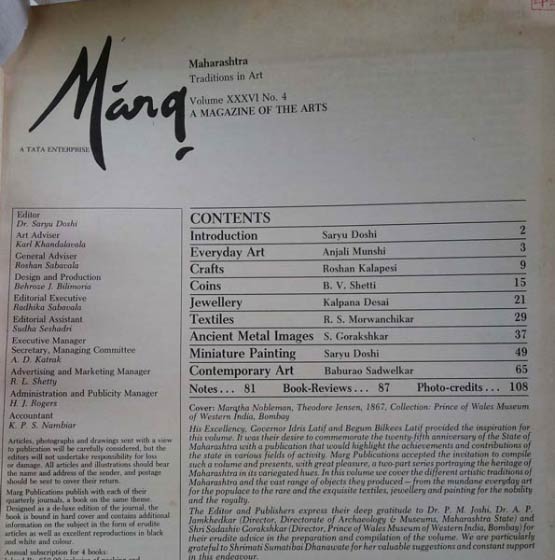 Marg
A TATA ENTERPRISE
Maharashtra
Traditions in Art
Volume XXXVI No. 4
A MAGAZINE OF THE ARTS
Editor
Dr. Saryu Doshi
Art Adviser
Karl Khandalavala
General Adviser
Roshan Sabavala
Design and Production
Behroze J. Bilimoria
Editorial Executive
Radhika Sabavala
Editorial Assistant
Sudha Seshadri
Executive Manager
Secretary, Managing Committee
A. D. Katrak
Advertising and Marketing Manager
R. L. Shetty
Administration and Publicity Manager
H. J. Rogers
Accountant
K. P. S. Nambiar
Articles, photographs and drawings sent with a view
to publication will be carefully considered, but the
editors will not undertake responsibility for loss
or damage. All articles and illustrations should bear
the name and address of the sender, and postage
should be sent to cover their return.
Marg Publications publish with each of their
quarterly journals, a book on the same theme.
Designed as a de-luxe edition of the journal, the
book is bound in hard cover and contains additional
information on the subject in the form of erudite
articles as well as excellent reproductions in black
and white and colour.
Annual subscription for 4 books:
CONTENTS
Introduction Saryu Doshi 2
Everyday Art Anjali Munshi 3
Crafts Roshan Kalapesi 9
Coins B. V. Shetti 15
Jewellery Kalpana Desai 21
Textiles R. S. Morwanchikar 29
Ancient Metal Images S. Gorakshkar 37
Miniature Painting Saryu Doshi 49
Contemporary Art Baburao Sadwelkar 65
Notes... 81 Book-Reviews... 87 Photo-credits... 108
Cover: Maratha Nobleman, Theodore Jensen, 1867, Collection: Prince of Wales Museum
of Western India, Bombay
His Excellency, Governor Idris Latif and Begum Bilkees Latif provided the inspiration for
this volume. It was their desire to commemorate the twenty-fifth anniversary of the State of
Maharashtra with a publication that would highlight the achievements and contributions of
the state in various fields of activity. Marg Publications accepted the invitation to compile
such a volume and presents, with great pleasure, a two-part series portraying the heritage of
Maharashtra in its variegated hues. In this volume we cover the different artistic traditions of
Maharashtra and the vast range of objects they produced—from the mundane everyday art
for the populace to the rare and the exquisite textiles, jewellery and painting for the nobility
and the royalty.
The Editor and Publishers express their deep gratitude to Dr. P. M. Joshi, Dr. A. P.
Jamkhedkar (Director, Directorate of Archaeology & Museums, Maharashtra State) and
Shri Sadashiv Gorakshkar (Director, Prince of Wales Museum of Western India, Bombay) for
their erudite advice in the preparation and compilation of the volume. We are particularly
grateful to Shrimati Sumatibai Dhanawate for her valuable suggestions and constant support
in this endeavour.